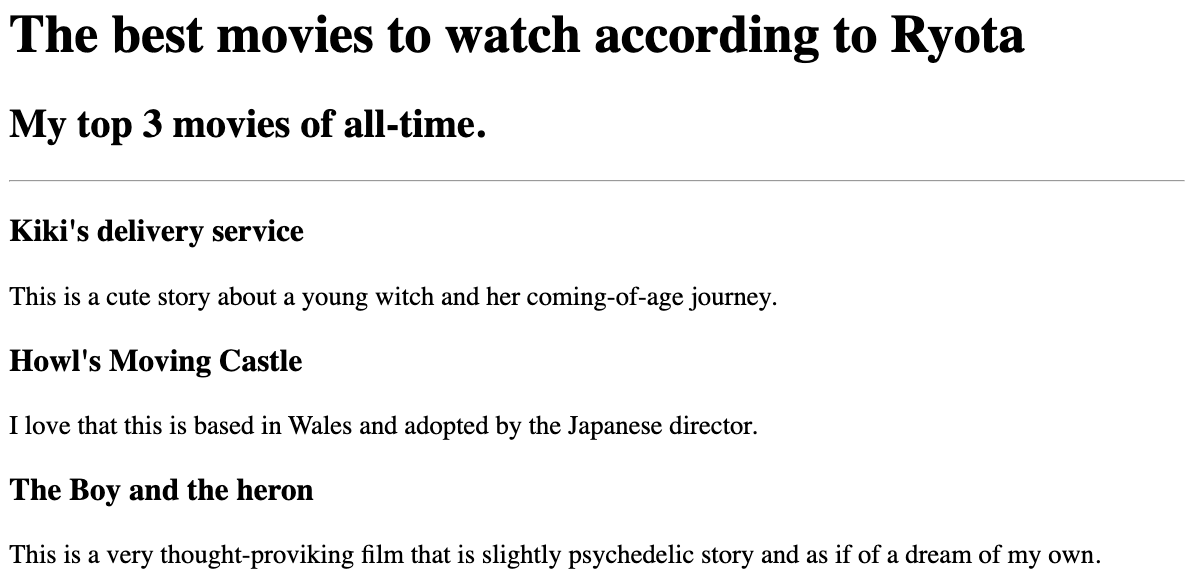 The best movies to watch according to Ryota
My top 3 movies of all-time.
Kiki's delivery service
This is a cute story about a young witch and her coming-of-age journey.
Howl's Moving Castle
I love that this is based in Wales and adopted by the Japanese director.
The Boy and the heron
This is a very thought-proviking film that is slightly psychedelic story and as if of a dream of my own.